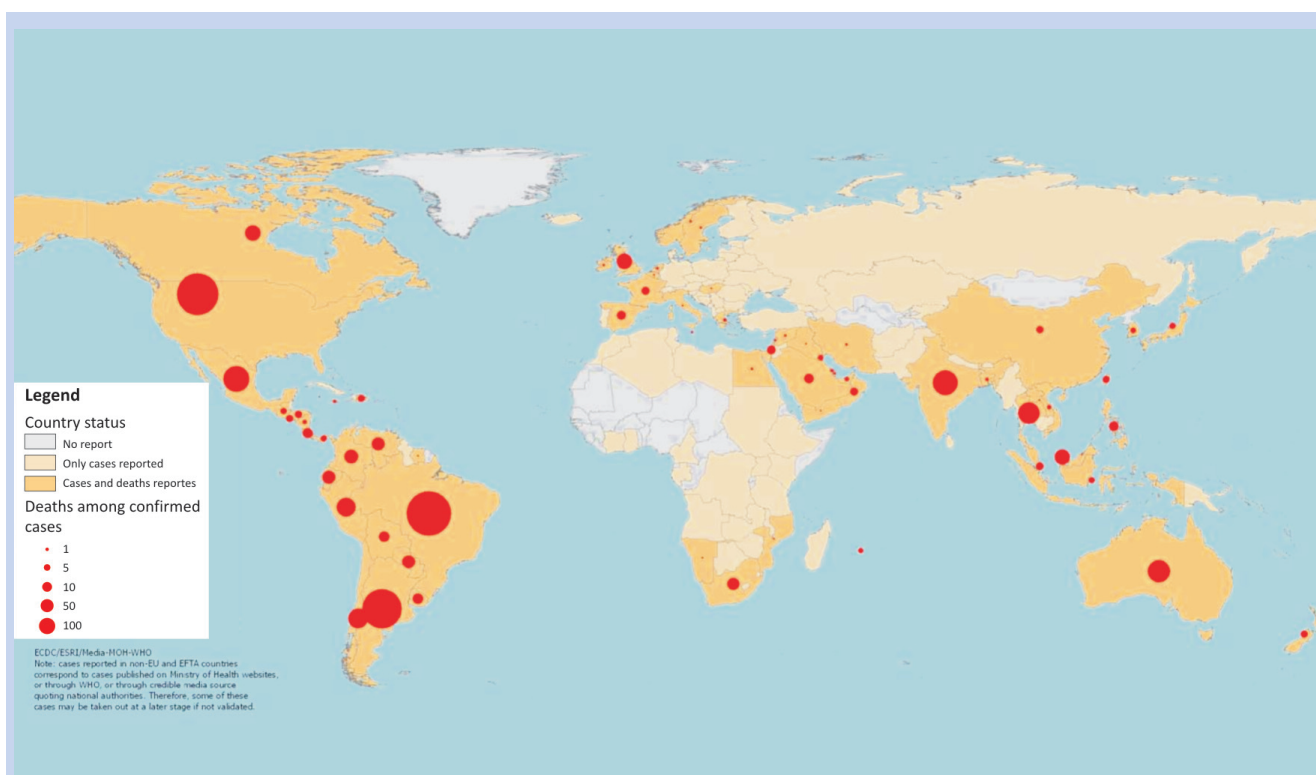 Legend
Country status
No report
Only cases reported
Cases and deaths reportes
Deaths among confirmed
cases
1
5
10
50
100
ECDC/ESRI/Media-MOH-WHO
Note: cases reported in non-EU and EFTA countries
correspond to cases published on Ministry of Health websites,
or through WHO, or through credible media source
quoting national authorities. Therefore, some of these
cases may be taken out at a later stage if not validated.